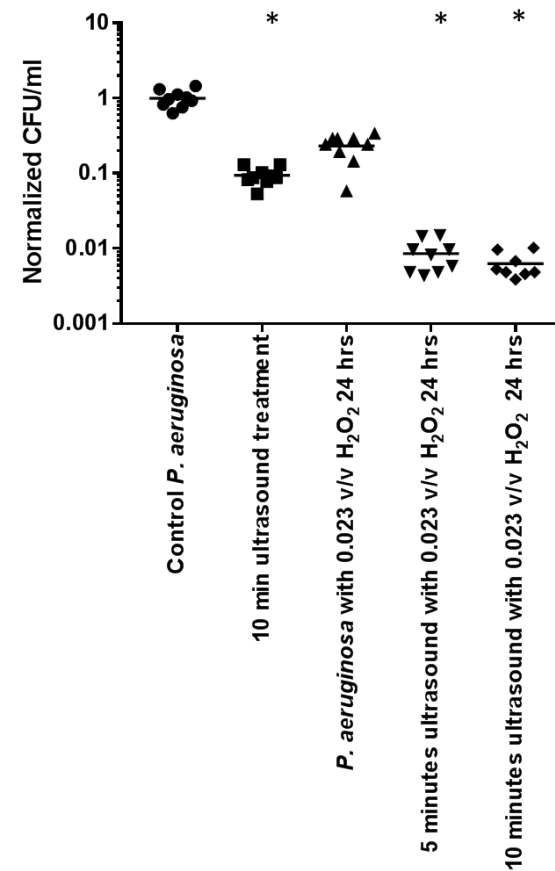 * * *
10
1
0.1
0.01
0.001
Normalized CFU/ml
Control P. aeruginosa
10 min ultrasound treatment
P. aeruginosa with 0.023 v/v H₂O₂ 24 hrs
5 minutes ultrasound with 0.023 v/v H₂O₂ 24 hrs
10 minutes ultrasound with 0.023 v/v H₂O₂ 24 hrs